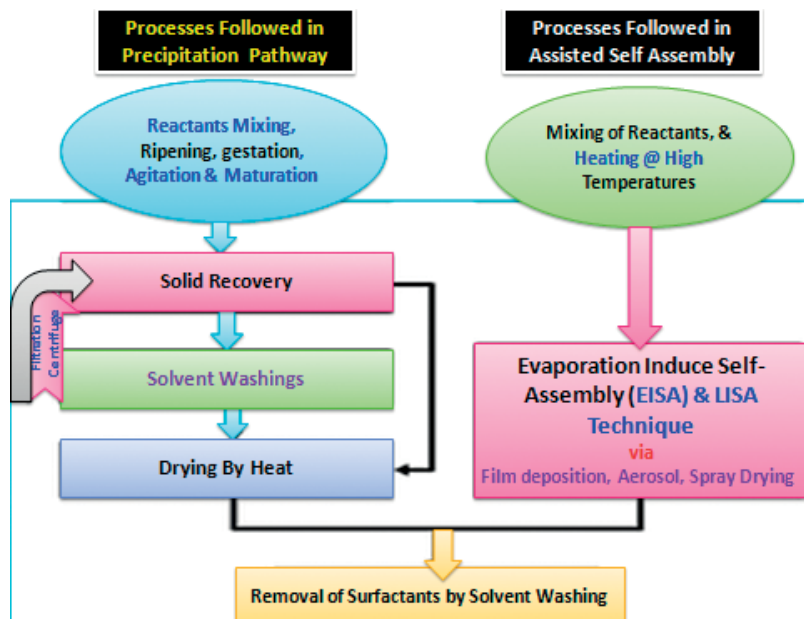 Processes Followed in
Precipitation Pathway
Processes Followed in
Assisted Self Assembly
Reactants Mixing,
Ripening, gestation,
Agitation & Maturation
Mixing of Reactants, &
Heating @ High
Temperatures
Solid Recovery
Filtration
Centrifuge
Solvent Washings
Drying By Heat
Evaporation Induce Self-
Assembly (EISA) & LISA
Technique
via
Film deposition, Aerosol, Spray Drying
Removal of Surfactants by Solvent Washing